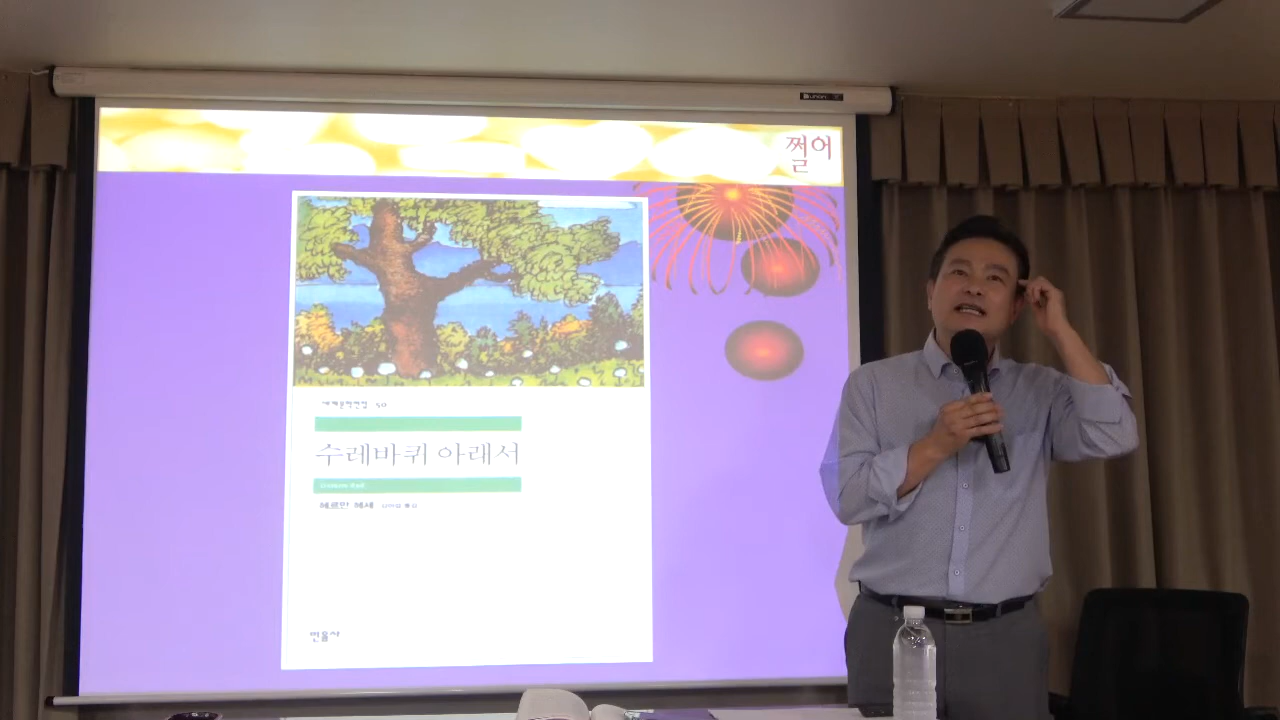 쩔어
세계문학전집 50
수레바퀴 아래서
헤르만 헤세
민음사